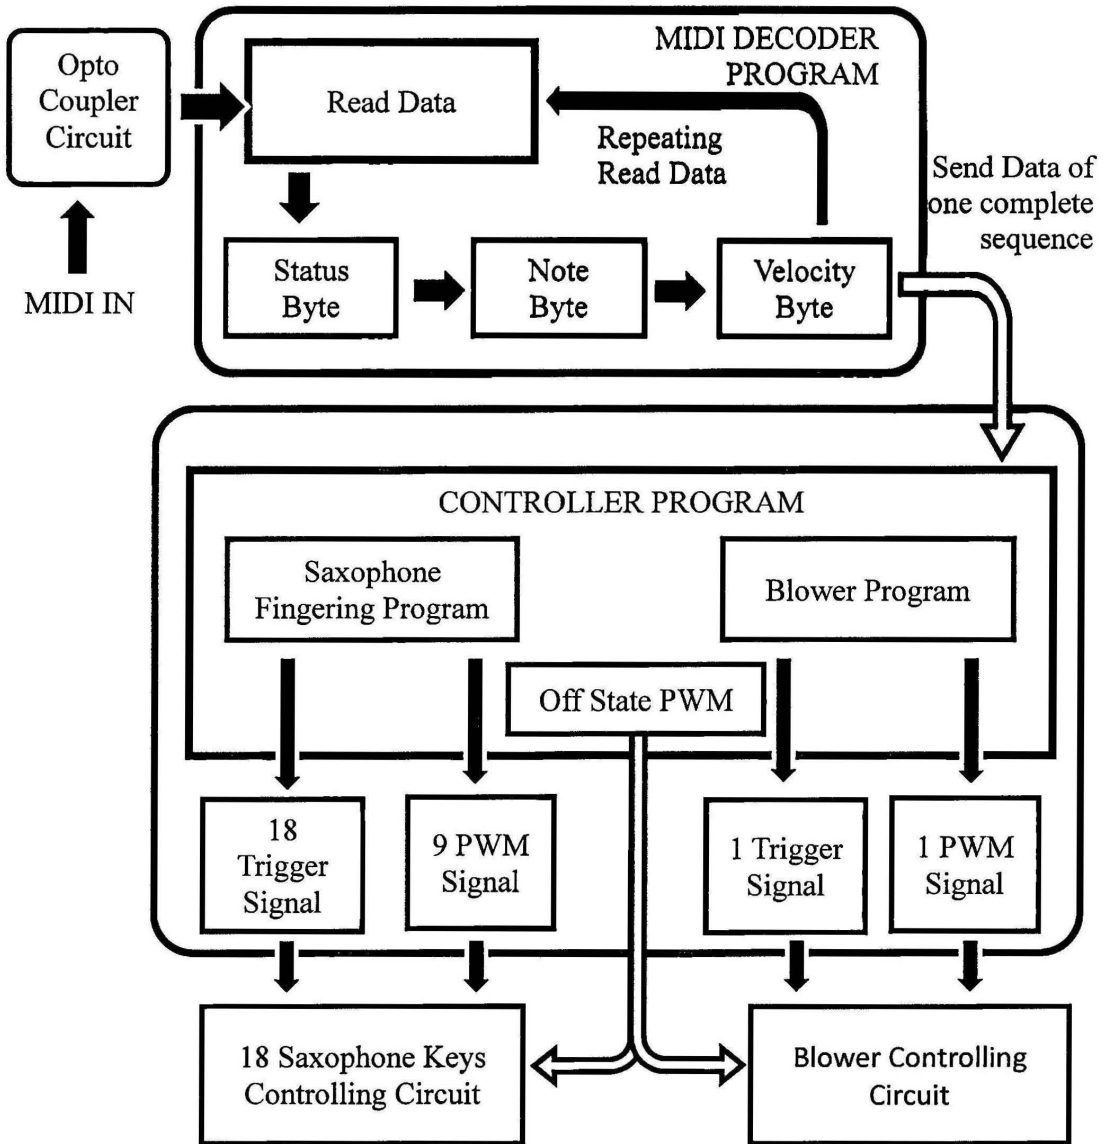 Opto
Coupler
Circuit
MIDI IN
MIDI DECODER
PROGRAM
Read Data
Repeating
Read Data
Status
Byte
Note
Byte
Velocity
Byte
Send Data of
one complete
sequence
CONTROLLER PROGRAM
Saxophone
Fingering Program
Blower Program
Off State PWM
18
Trigger
Signal
9 PWM
Signal
1 Trigger
Signal
1 PWM
Signal
18 Saxophone Keys
Controlling Circuit
Blower Controlling
Circuit